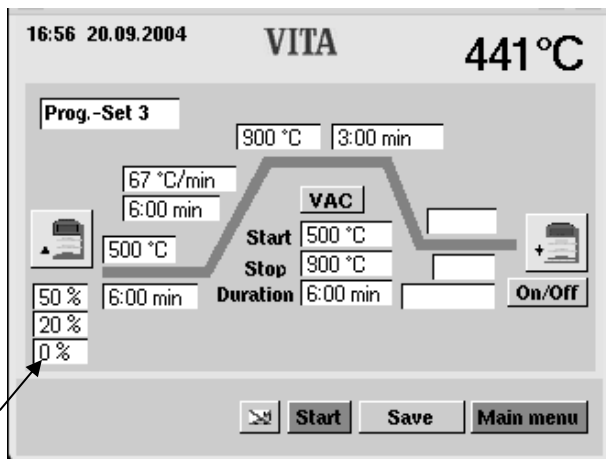 16:56 20.09.2004 VITA 441°C
Prog.-Set 3
900 °C 3:00 min
67 °C/min
6:00 min
VAC
500 °C
Start 500 °C
Stop 900 °C
50 % 6:00 min Duration 6:00 min On/Off
20 %
0 %
Start Save Main menu